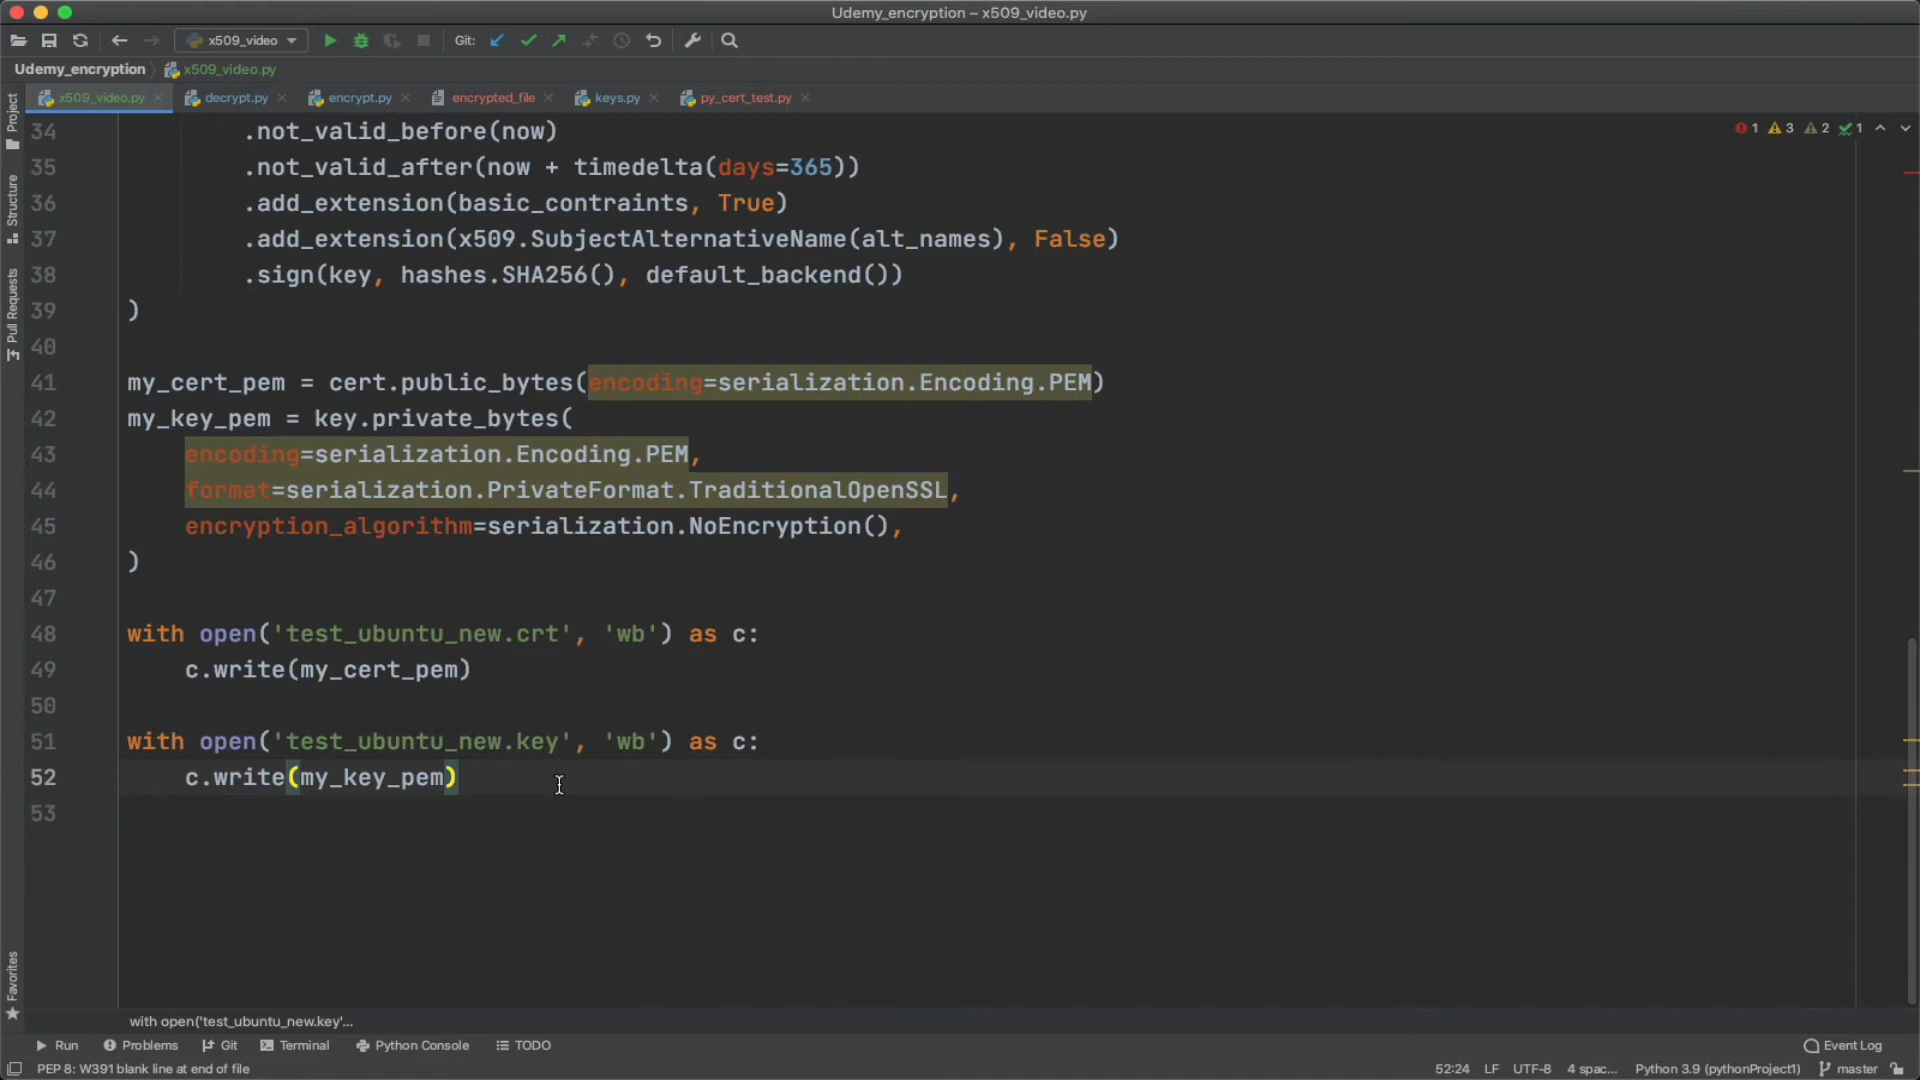 Udemy_encryption – x509_video.py
x509_video
Git:
Udemy_encryption
x509_video.py
x509_video.py
decrypt.py
encrypt.py
encrypted_file
keys.py
py_cert_test.py
1 3 2 1
Project
Structure
Pull Requests
Favorites
34 .not_valid_before(now)
35 .not_valid_after(now + timedelta(days=365))
36 .add_extension(basic_contraints, True)
37 .add_extension(x509.SubjectAlternativeName(alt_names), False)
38 .sign(key, hashes.SHA256(), default_backend())
39 )
40
41 my_cert_pem = cert.public_bytes(encoding=serialization.Encoding.PEM)
42 my_key_pem = key.private_bytes(
43 encoding=serialization.Encoding.PEM,
44 format=serialization.PrivateFormat.TraditionalOpenSSL,
45 encryption_algorithm=serialization.NoEncryption(),
46 )
47
48 with open('test_ubuntu_new.crt', 'wb') as c:
49 c.write(my_cert_pem)
50
51 with open('test_ubuntu_new.key', 'wb') as c:
52 c.write(my_key_pem)
53
with open('test_ubuntu_new.key'...
Run Problems Git Terminal Python Console TODO Event Log
PEP 8: W391 blank line at end of file 52:24 LF UTF-8 4 spac... Python 3.9 (pythonProject1) master